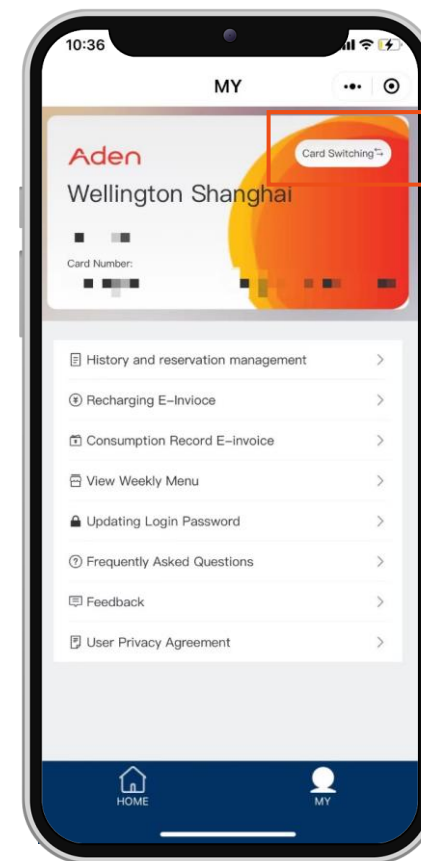 10:36
MY
Aden
Card Switching
Wellington Shanghai
Card Number:
History and reservation management
Recharging E-Invioce
Consumption Record E-invoice
View Weekly Menu
Updating Login Password
Frequently Asked Questions
Feedback
User Privacy Agreement
HOME
MY